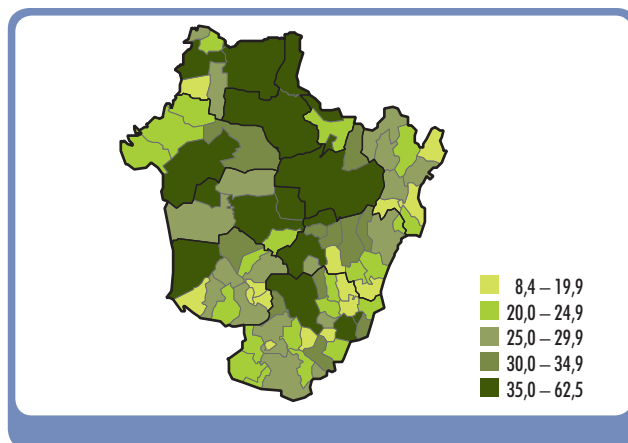 8,4 – 19,9
20,0 – 24,9
25,0 – 29,9
30,0 – 34,9
35,0 – 62,5